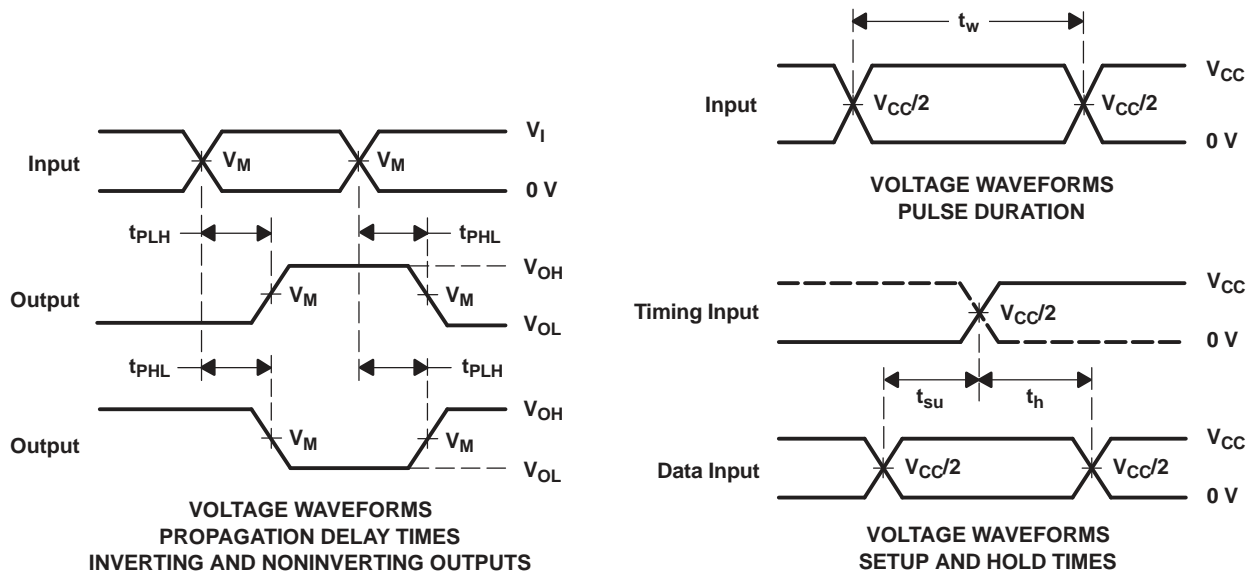 Input
V_I
V_M
V_M
0 V
t_PLH
t_PHL
Output
V_OH
V_M
V_M
V_OL
t_PHL
t_PLH
Output
V_OH
V_M
V_M
V_OL
VOLTAGE WAVEFORMS
PROPAGATION DELAY TIMES
INVERTING AND NONINVERTING OUTPUTS
t_w
Input
V_CC
V_CC/2
V_CC/2
0 V
VOLTAGE WAVEFORMS
PULSE DURATION
Timing Input
V_CC
V_CC/2
0 V
t_su
t_h
Data Input
V_CC
V_CC/2
V_CC/2
0 V
VOLTAGE WAVEFORMS
SETUP AND HOLD TIMES